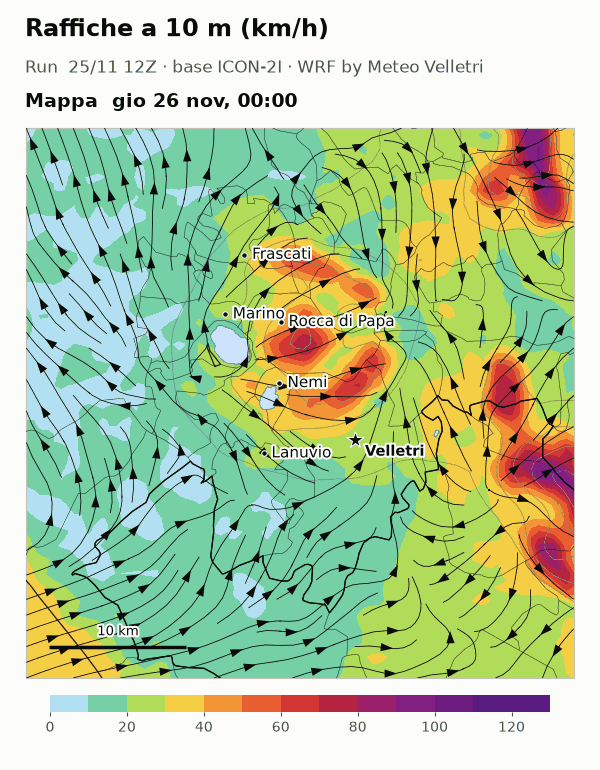 Raffiche a 10 m (km/h)
Run  25/11 12Z · base ICON-2I · WRF by Meteo Velletri
Mappa  gio 26 nov, 00:00
Frascati
Marino
Rocca di Papa
Nemi
Lanuvio
Velletri
10 km
0 20 40 60 80 100 120